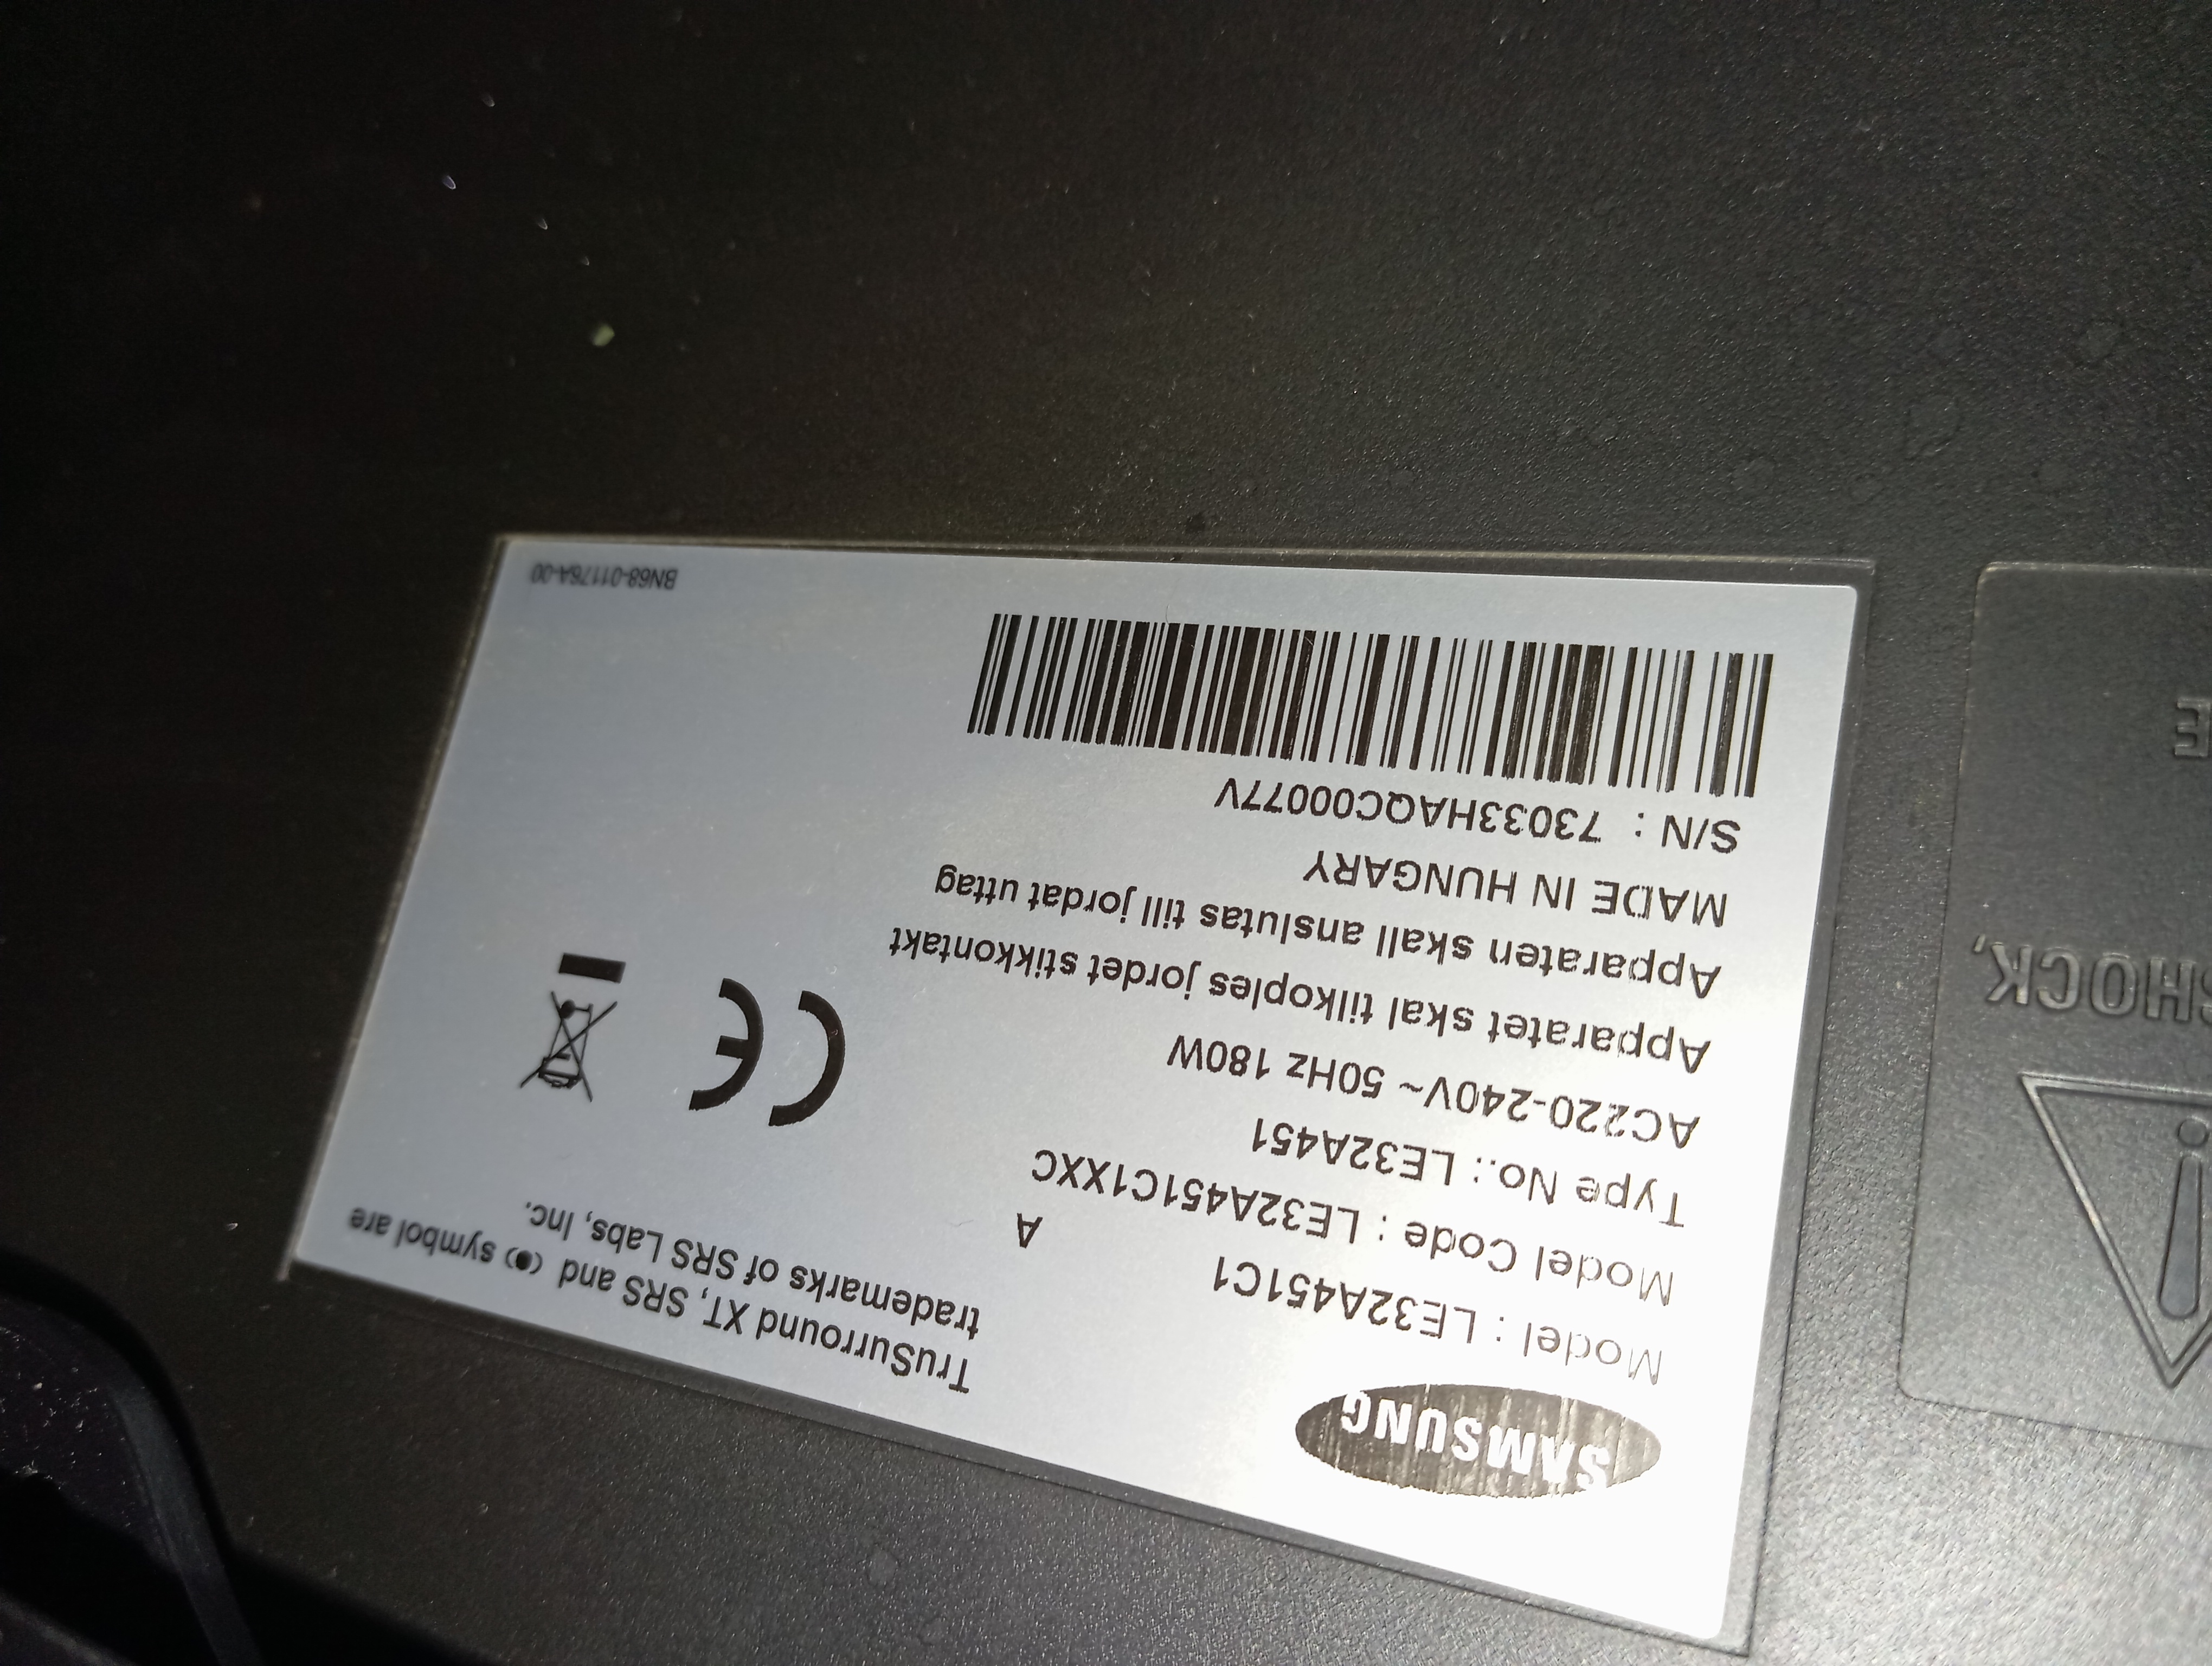 SAMSUNG
Model : LE32A451C1
Model Code : LE32A451C1XXC
A
Type No.: LE32A451
AC220-240V~ 50Hz 180W
Apparatet skal tilkoples jordet stikkontakt
Apparaten skall anslutas till jordat uttag
MADE IN HUNGARY
S/N : 73033HAQC00077V
TruSurround XT, SRS and (●) symbol are
trademarks of SRS Labs, Inc.
CE
BN68-01176A-00